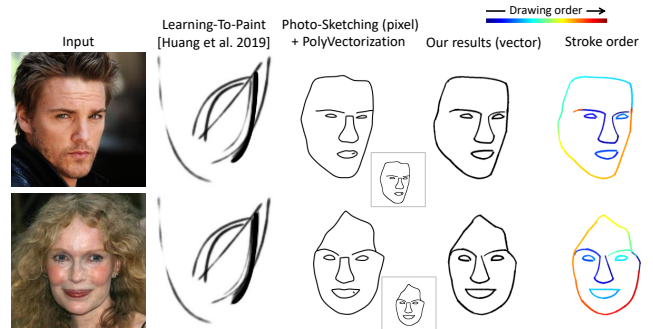 Drawing order
Input
Learning-To-Paint
[Huang et al. 2019]
Photo-Sketching (pixel)
+ PolyVectorization
Our results (vector)
Stroke order